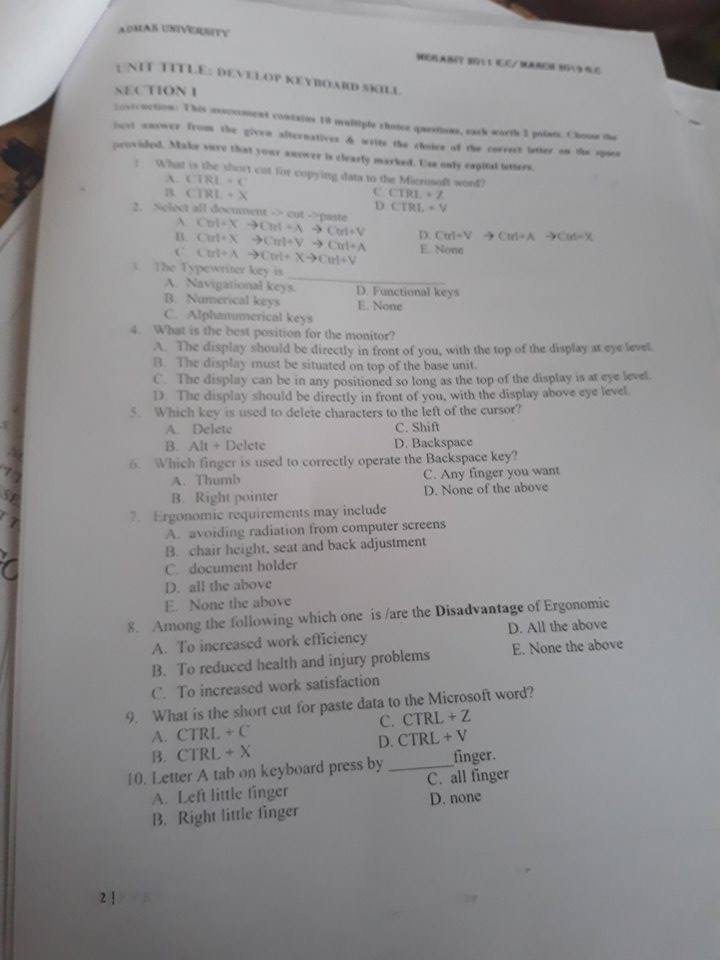 ADMAS UNIVERSITY
MEGABIT 2011 E.C/ MARCH 2019 G.C
UNIT TITLE: DEVELOP KEYBOARD SKILL
SECTION I
Instruction: This assessment contains 10 multiple choice questions, each worth 2 points. Choose the
best answer from the given alternatives & write the choice of the correct letter on the space
provided. Make sure that your answer is clearly marked. Use only capital letters.
1. What is the short cut for copying data to the Microsoft word?
A. CTRL + C C. CTRL + Z
B. CTRL + X D. CTRL + V
2. Select all document -> cut ->paste
A. Ctrl+X →Ctrl +A → Ctrl+V D. Ctrl+V → Ctrl+A →Ctrl+X
B. Ctrl+X →Ctrl+V → Ctrl+A E. None
C. Ctrl+A →Ctrl+ X→Ctrl+V
3. The Typewriter key is ____________________
A. Navigational keys. D. Functional keys
B. Numerical keys E. None
C. Alphanumerical keys
4. What is the best position for the monitor?
A. The display should be directly in front of you, with the top of the display at eye level.
B. The display must be situated on top of the base unit.
C. The display can be in any positioned so long as the top of the display is at eye level.
D. The display should be directly in front of you, with the display above eye level.
5. Which key is used to delete characters to the left of the cursor?
A. Delete C. Shift
B. Alt + Delete D. Backspace
6. Which finger is used to correctly operate the Backspace key?
A. Thumb C. Any finger you want
B. Right pointer D. None of the above
7. Ergonomic requirements may include
A. avoiding radiation from computer screens
B. chair height, seat and back adjustment
C. document holder
D. all the above
E. None the above
8. Among the following which one is /are the Disadvantage of Ergonomic
A. To increased work efficiency D. All the above
B. To reduced health and injury problems E. None the above
C. To increased work satisfaction
9. What is the short cut for paste data to the Microsoft word?
A. CTRL + C C. CTRL + Z
B. CTRL + X D. CTRL + V
10. Letter A tab on keyboard press by ________finger.
A. Left little finger C. all finger
B. Right little finger D. none
2 |